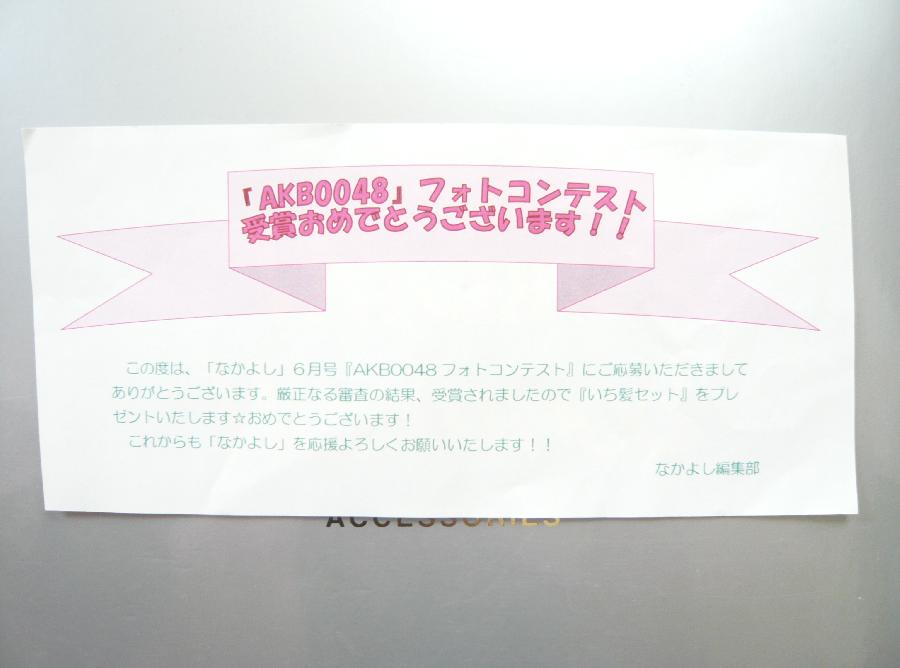 『AKB0048』フォトコンテスト
受賞おめでとうございます！！
この度は、「なかよし」６月号『AKB0048 フォトコンテスト』にご応募いただきまして
ありがとうございます。厳正なる審査の結果、受賞されましたので『いち髪セット』をプレ
ゼントいたします☆おめでとうございます！
これからも「なかよし」を応援よろしくお願いいたします！！
なかよし編集部
ACCESSORIES